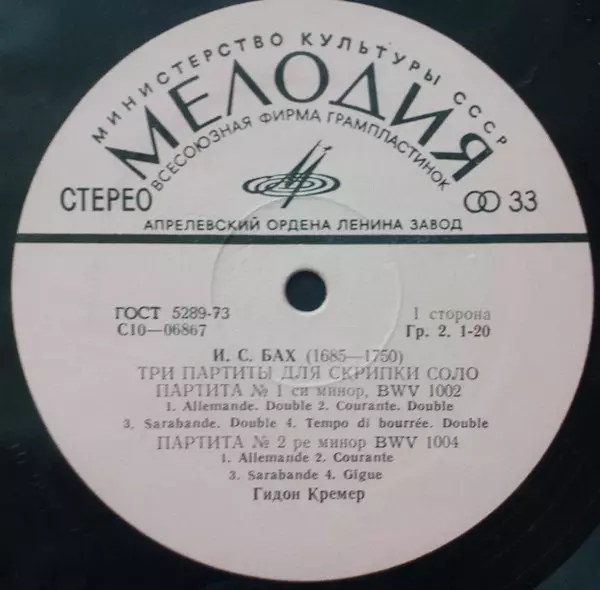 МИНИСТЕРСТВО КУЛЬТУРЫ СССР
МЕЛОДИЯ
ВСЕСОЮЗНАЯ ФИРМА ГРАМПЛАСТИНОК
СТЕРЕО 33
АПРЕЛЕВСКИЙ ОРДЕНА ЛЕНИНА ЗАВОД
ГОСТ 5289-73
1 сторона
С10—06867
Гр. 2. 1-20
И. С. БАХ (1685—1750)
ТРИ ПАРТИТЫ ДЛЯ СКРИПКИ СОЛО
ПАРТИТА № 1 си минор, BWV 1002
1. Allemande. Double 2. Courante. Double
3. Sarabande. Double 4. Tempo di bourrée. Double
ПАРТИТА № 2 ре минор BWV 1004
1. Allemande 2. Courante
3. Sarabande 4. Gigue
Гидон Кремер